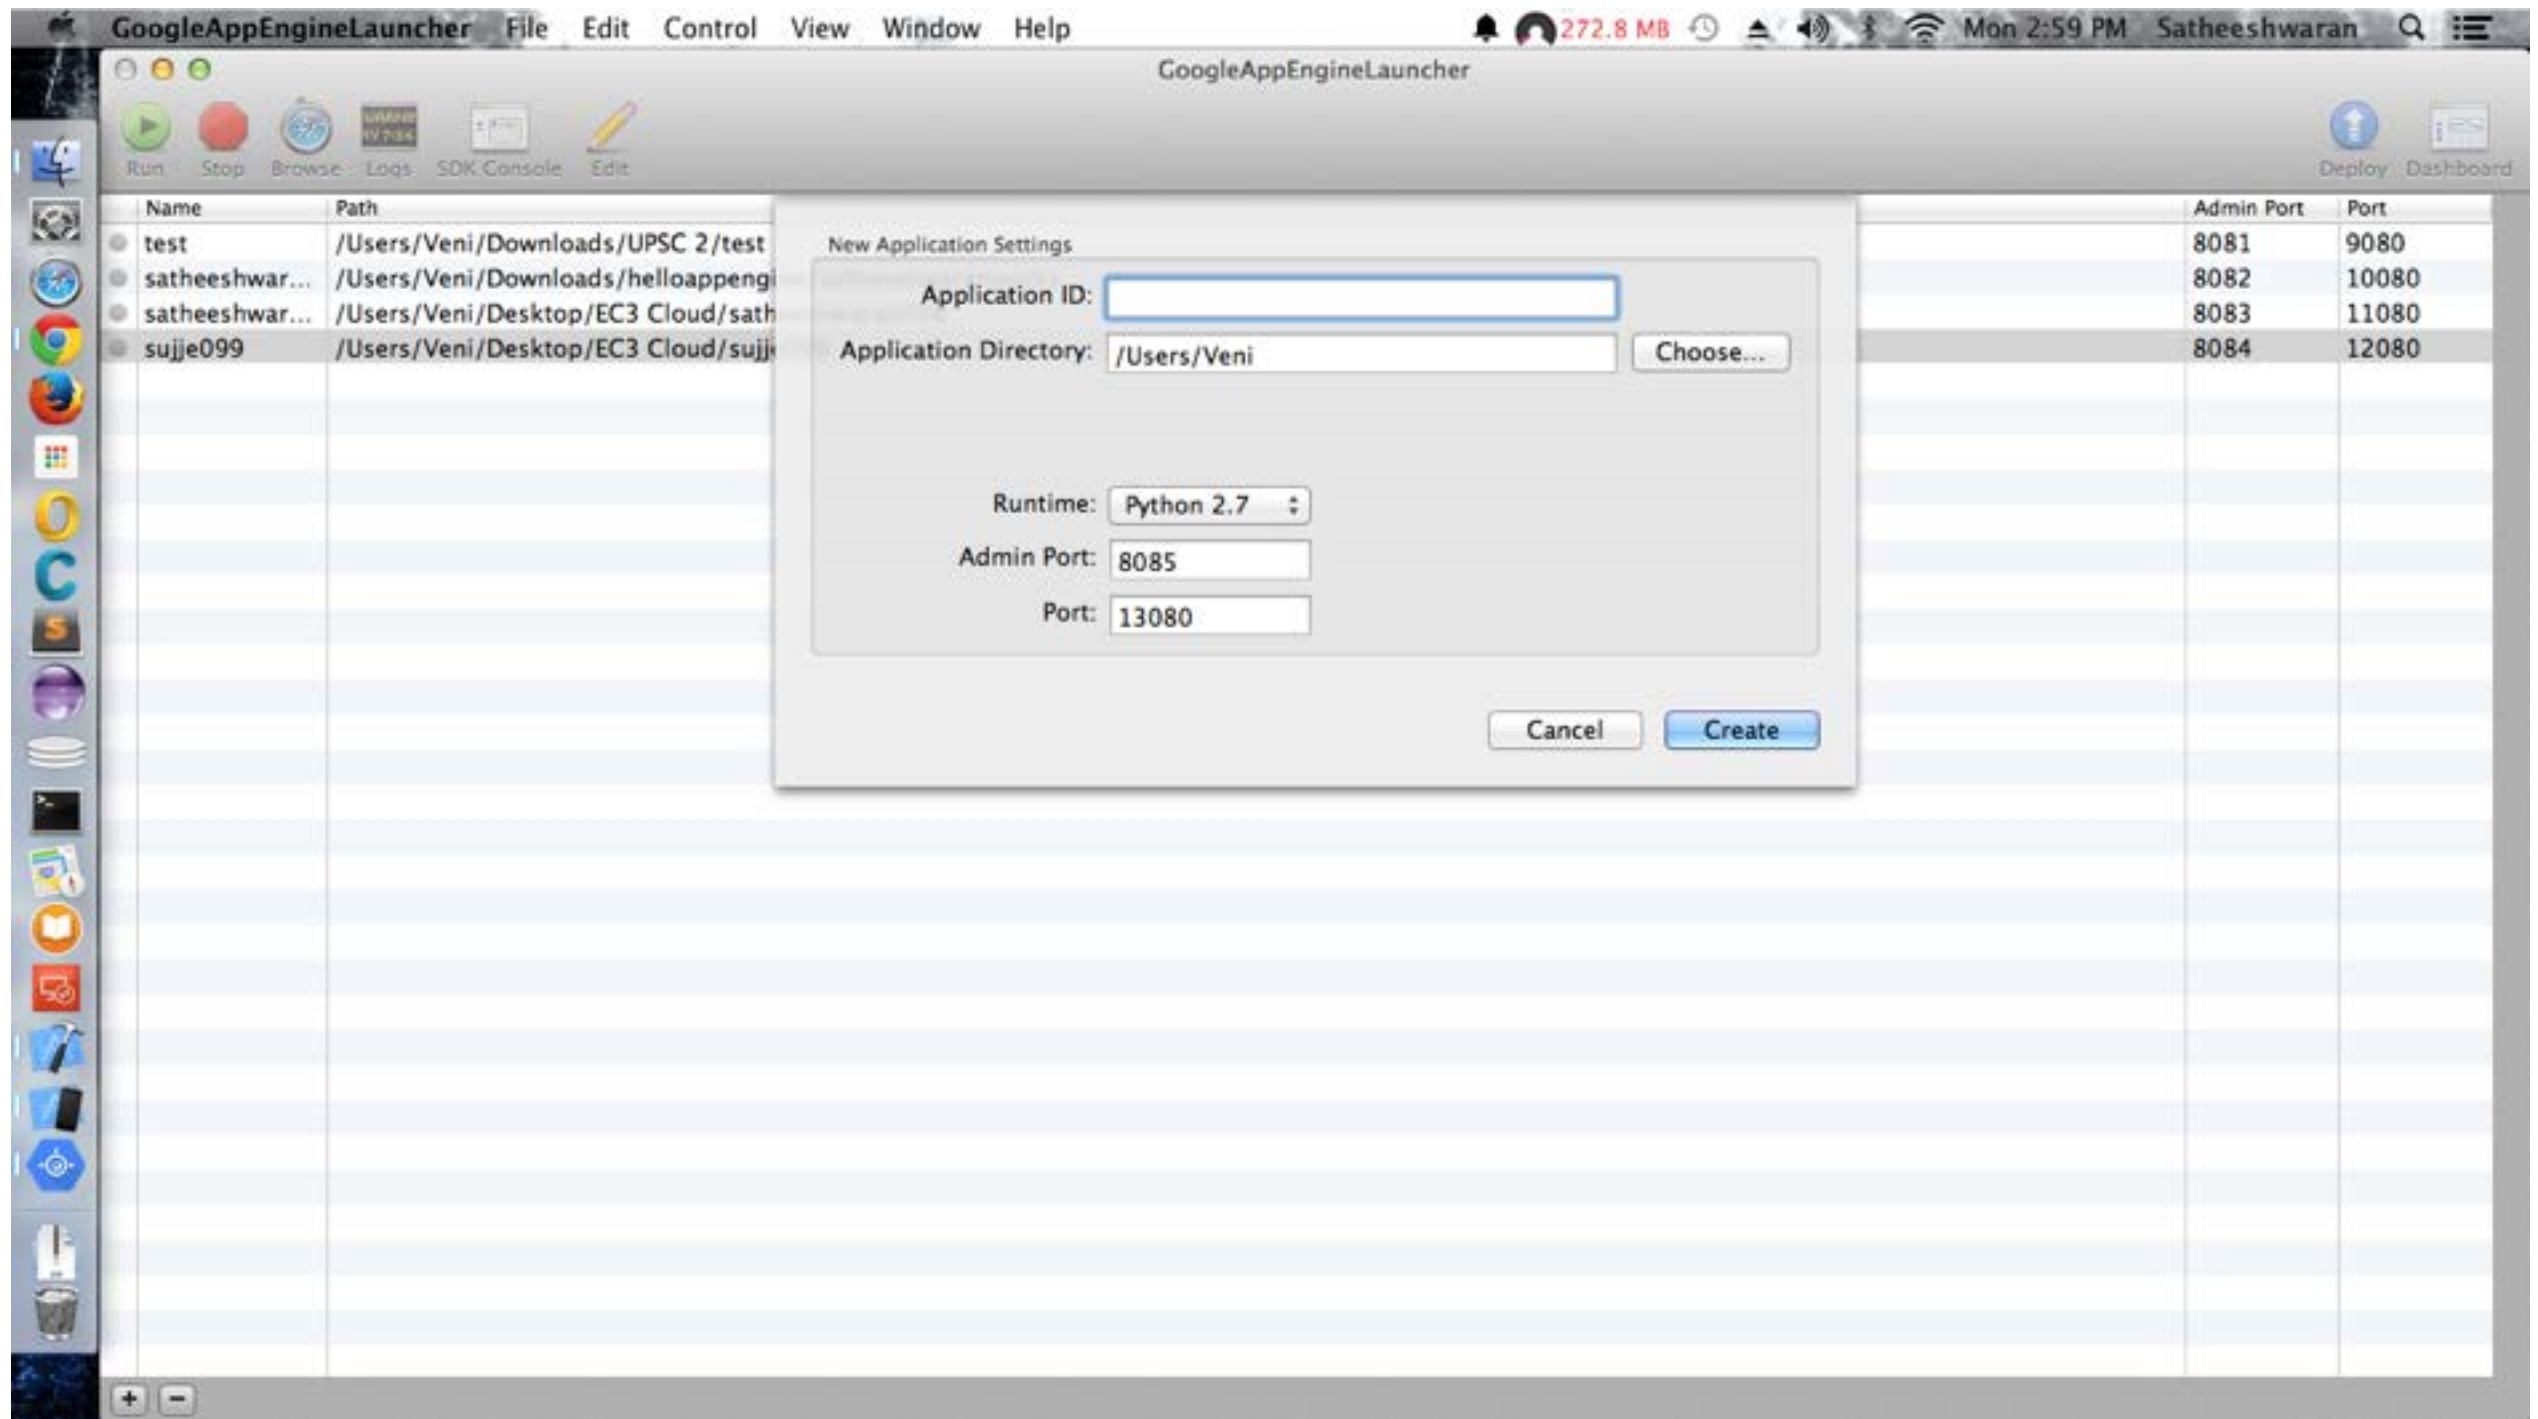 GoogleAppEngineLauncher File Edit Control View Window Help 272.8 MB Mon 2:59 PM Satheeshwaran
GoogleAppEngineLauncher
Run Stop Browse Logs SDK Console Edit Deploy Dashboard
Name Path Admin Port Port
test /Users/Veni/Downloads/UPSC 2/test 8081 9080
satheeshwar... /Users/Veni/Downloads/helloappengi 8082 10080
satheeshwar... /Users/Veni/Desktop/EC3 Cloud/sath 8083 11080
sujje099 /Users/Veni/Desktop/EC3 Cloud/sujj 8084 12080
New Application Settings
Application ID:
Application Directory: /Users/Veni Choose...
Runtime: Python 2.7
Admin Port: 8085
Port: 13080
Cancel Create